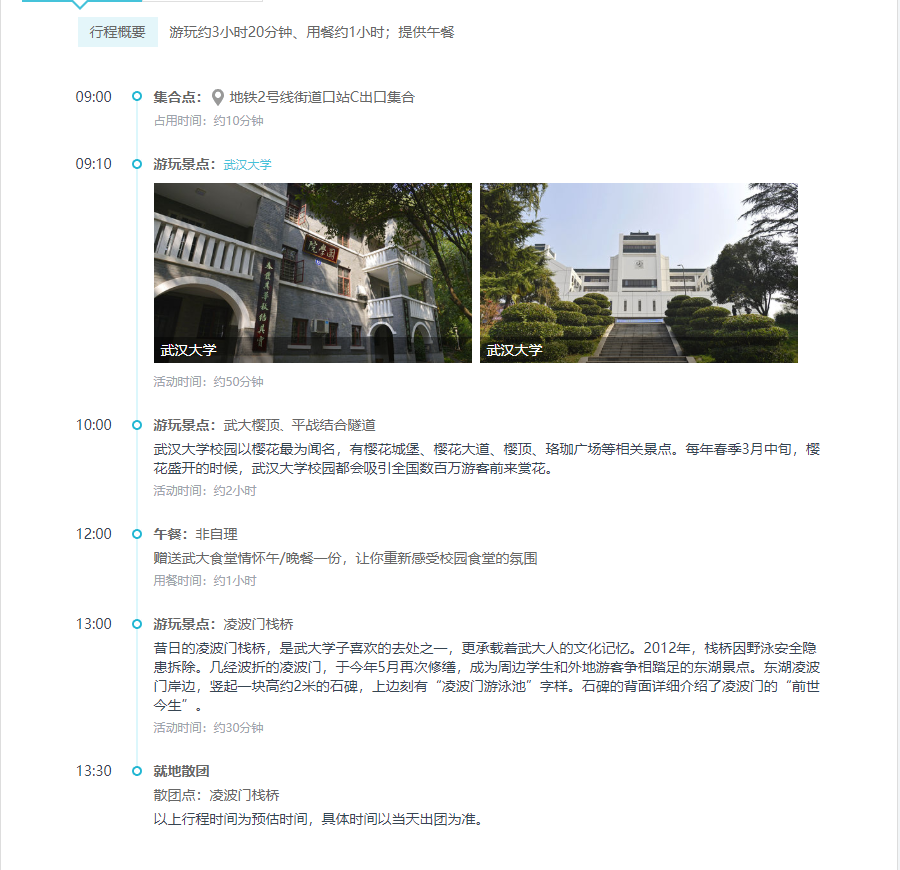 行程概要 游玩约3小时20分钟、用餐约1小时；提供午餐
09:00 集合点： 地铁2号线街道口站C出口集合
占用时间：约10分钟
09:10 游玩景点：武汉大学
国学院
武汉大学
武汉大学
活动时间：约50分钟
10:00 游玩景点：武大樱顶、平战结合隧道
武汉大学校园以樱花最为闻名，有樱花城堡、樱花大道、樱顶、珞珈广场等相关景点。每年春季3月中旬，樱
花盛开的时候，武汉大学校园都会吸引全国数百万游客前来赏花。
活动时间：约2小时
12:00 午餐：非自理
赠送武大食堂情怀午/晚餐一份，让你重新感受校园食堂的氛围
用餐时间：约1小时
13:00 游玩景点：凌波门栈桥
昔日的凌波门栈桥，是武大学子喜欢的去处之一，更承载着武大人的文化记忆。2012年，栈桥因野泳安全隐
患拆除。几经波折的凌波门，于今年5月再次修缮，成为周边学生和外地游客争相踏足的东湖景点。东湖凌波
门岸边，竖起一块高约2米的石碑，上边刻有“凌波门游泳池”字样。石碑的背面详细介绍了凌波门的“前世
今生”。
活动时间：约30分钟
13:30 就地散团
散团点：凌波门栈桥
以上行程时间为预估时间，具体时间以当天出团为准。